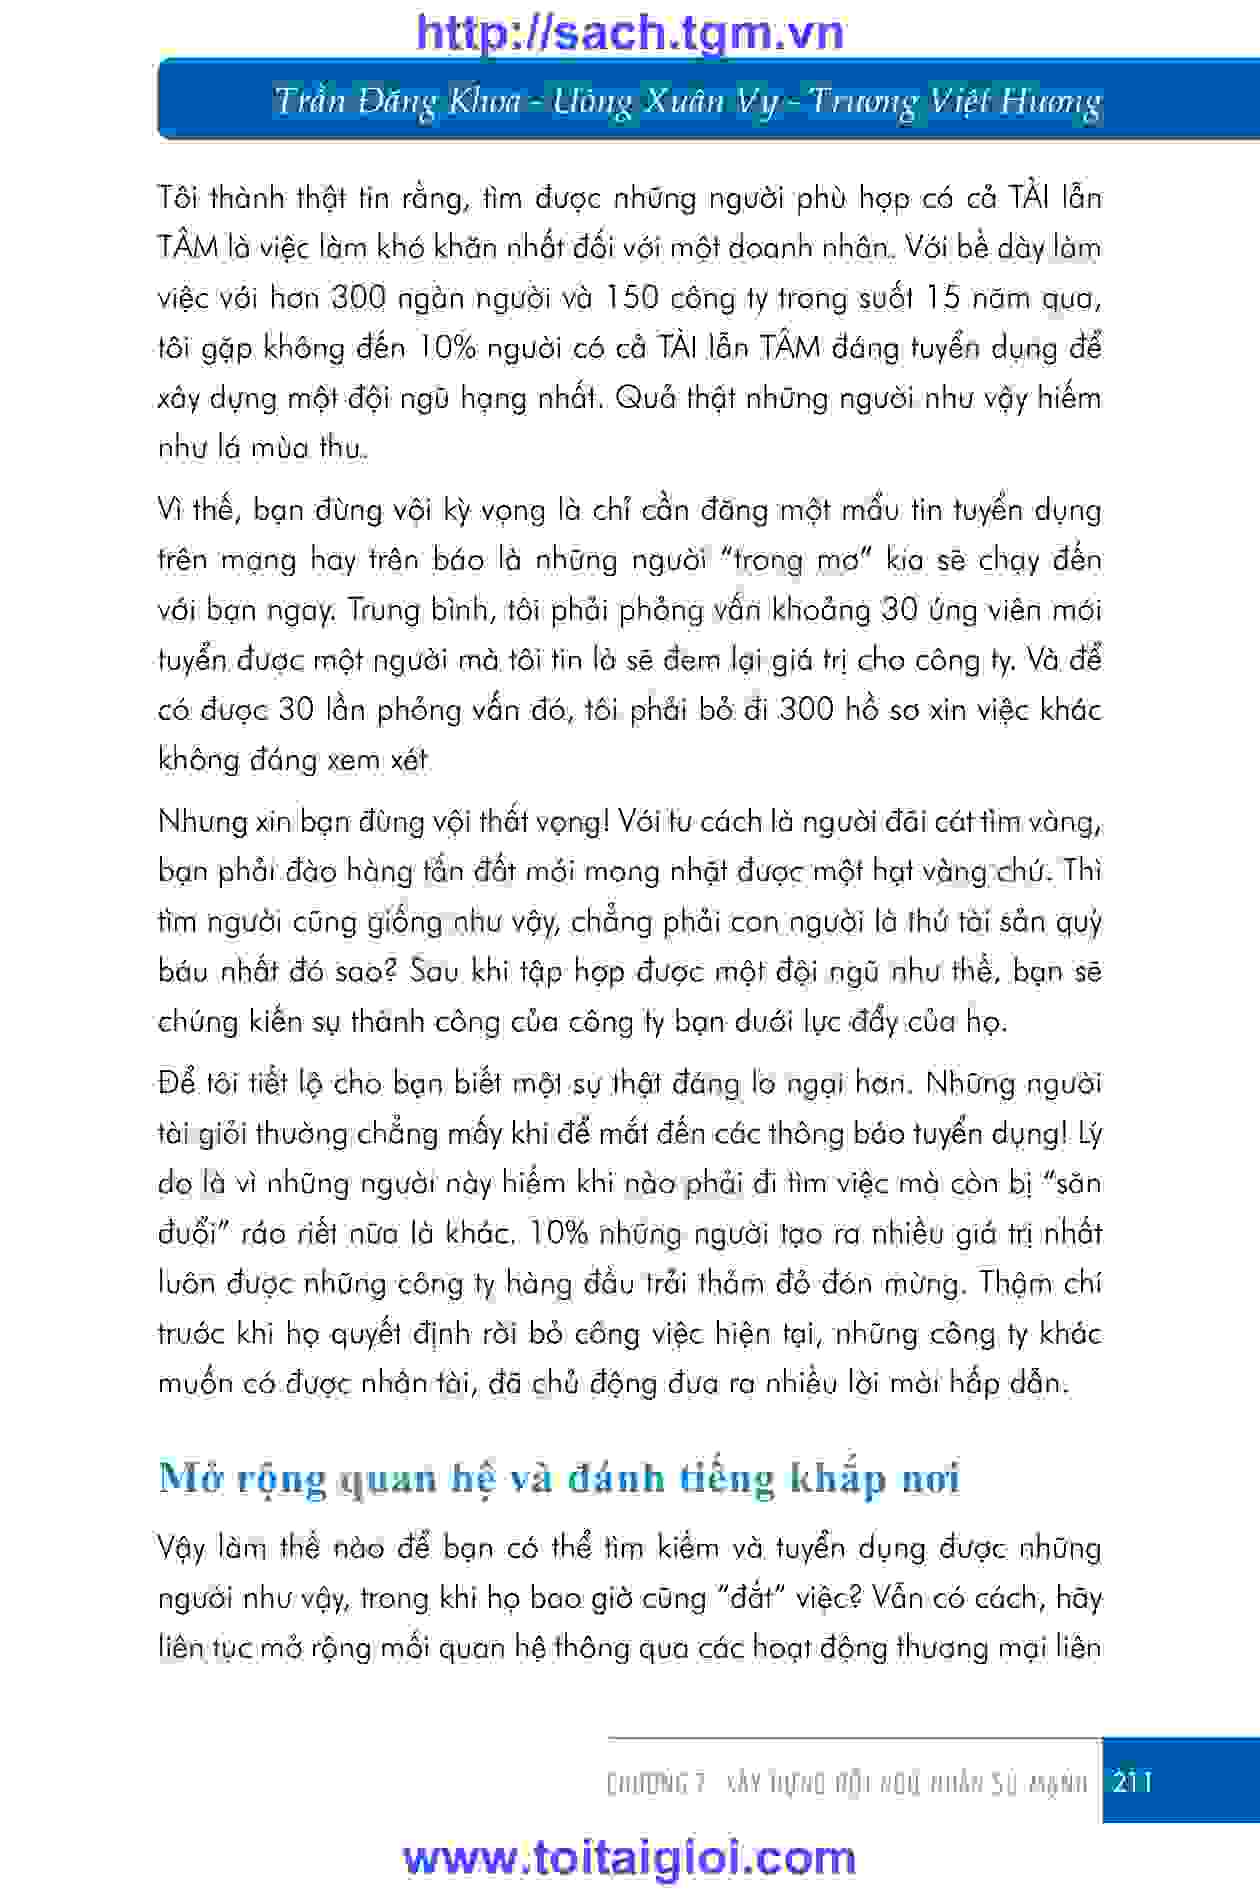 http://sach.tgm.vn
Trần Đăng Khoa - Uông Xuân Vy - Trương Việt Hương
Tôi thành thật tin rằng, tìm được những người phù hợp có cả TÀI lẫn
TÂM là việc làm khó khăn nhất đối với một doanh nhân. Với bề dày làm
việc với hơn 300 ngàn người và 150 công ty trong suốt 15 năm qua,
tôi gặp không đến 10% người có cả TÀI lẫn TÂM đáng tuyển dụng để
xây dựng một đội ngũ hạng nhất. Quả thật những người như vậy hiếm
như lá mùa thu.
Vì thế, bạn đừng vội kỳ vọng là chỉ cần đăng một mẩu tin tuyển dụng
trên mạng hay trên báo là những người “trong mơ” kia sẽ chạy đến
với bạn ngay. Trung bình, tôi phải phỏng vấn khoảng 30 ứng viên mới
tuyển được một người mà tôi tin là sẽ đem lại giá trị cho công ty. Và để
có được 30 lần phỏng vấn đó, tôi phải bỏ đi 300 hồ sơ xin việc khác
không đáng xem xét.
Nhưng xin bạn đừng vội thất vọng! Với tư cách là người đãi cát tìm vàng,
bạn phải đào hàng tấn đất mới mong nhặt được một hạt vàng chứ. Thì
tìm người cũng giống như vậy, chẳng phải con người là thứ tài sản quý
báu nhất đó sao? Sau khi tập hợp được một đội ngũ như thế, bạn sẽ
chứng kiến sự thành công của công ty bạn dưới lực đẩy của họ.
Để tôi tiết lộ cho bạn biết một sự thật đáng lo ngại hơn. Những người
tài giỏi thường chẳng mấy khi để mắt đến các thông báo tuyển dụng! Lý
do là vì những người này hiếm khi nào phải đi tìm việc mà còn bị “săn
đuổi” ráo riết nữa là khác. 10% những người tạo ra nhiều giá trị nhất
luôn được những công ty hàng đầu trải thảm đỏ đón mừng. Thậm chí
trước khi họ quyết định rời bỏ công việc hiện tại, những công ty khác
muốn có được nhân tài, đã chủ động đưa ra nhiều lời mời hấp dẫn.
Mở rộng quan hệ và đánh tiếng khắp nơi
Vậy làm thế nào để bạn có thể tìm kiếm và tuyển dụng được những
người như vậy, trong khi họ bao giờ cũng “đắt” việc? Vẫn có cách, hãy
liên tục mở rộng mối quan hệ thông qua các hoạt động thương mại liên
CHƯƠNG 7 XÂY DỰNG ĐỘI NGŨ NHÂN SỰ MẠNH 211
www.toitaigioi.com